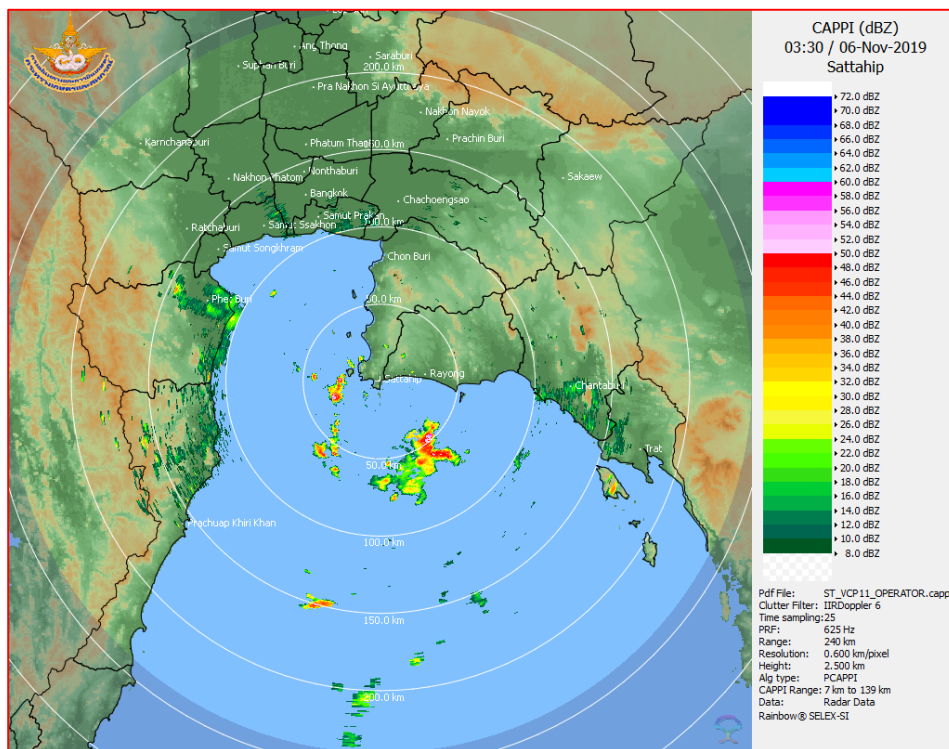 CAPPI (dBZ)
03:30 / 06-Nov-2019
Sattahip
72.0 dBZ
70.0 dBZ
68.0 dBZ
66.0 dBZ
64.0 dBZ
62.0 dBZ
60.0 dBZ
58.0 dBZ
56.0 dBZ
54.0 dBZ
52.0 dBZ
50.0 dBZ
48.0 dBZ
46.0 dBZ
44.0 dBZ
42.0 dBZ
40.0 dBZ
38.0 dBZ
36.0 dBZ
34.0 dBZ
32.0 dBZ
30.0 dBZ
28.0 dBZ
26.0 dBZ
24.0 dBZ
22.0 dBZ
20.0 dBZ
18.0 dBZ
16.0 dBZ
14.0 dBZ
12.0 dBZ
10.0 dBZ
8.0 dBZ
Pdf File: ST_VCP11_OPERATOR.capp
Clutter Filter: IIRDoppler 6
Time sampling:25
PRF: 625 Hz
Range: 240 km
Resolution: 0.600 km/pixel
Height: 2.500 km
Alg type: PCAPPI
CAPPI Range: 7 km to 139 km
Data: Radar Data
Rainbow® SELEX-SI
Ang Thong
Saraburi
Suphan Buri
200.0 km
Pra Nakhon Si Ayutthaya
Nakhon Nayok
Karnchanaburi
Phatum Thani
Prachin Buri
Nonthaburi
Nakhon Phatom
Sakaew
Bangkok
Chachoengsao
Samut Prakan
100.0 km
Ratchaburi
Samut Ssakhon
Samut Songkhram
Chon Buri
50.0 km
Rayong
Sattahip
Trat
50.0 km
Prachuap Khiri Khan
100.0 km
150.0 km
200.0 km